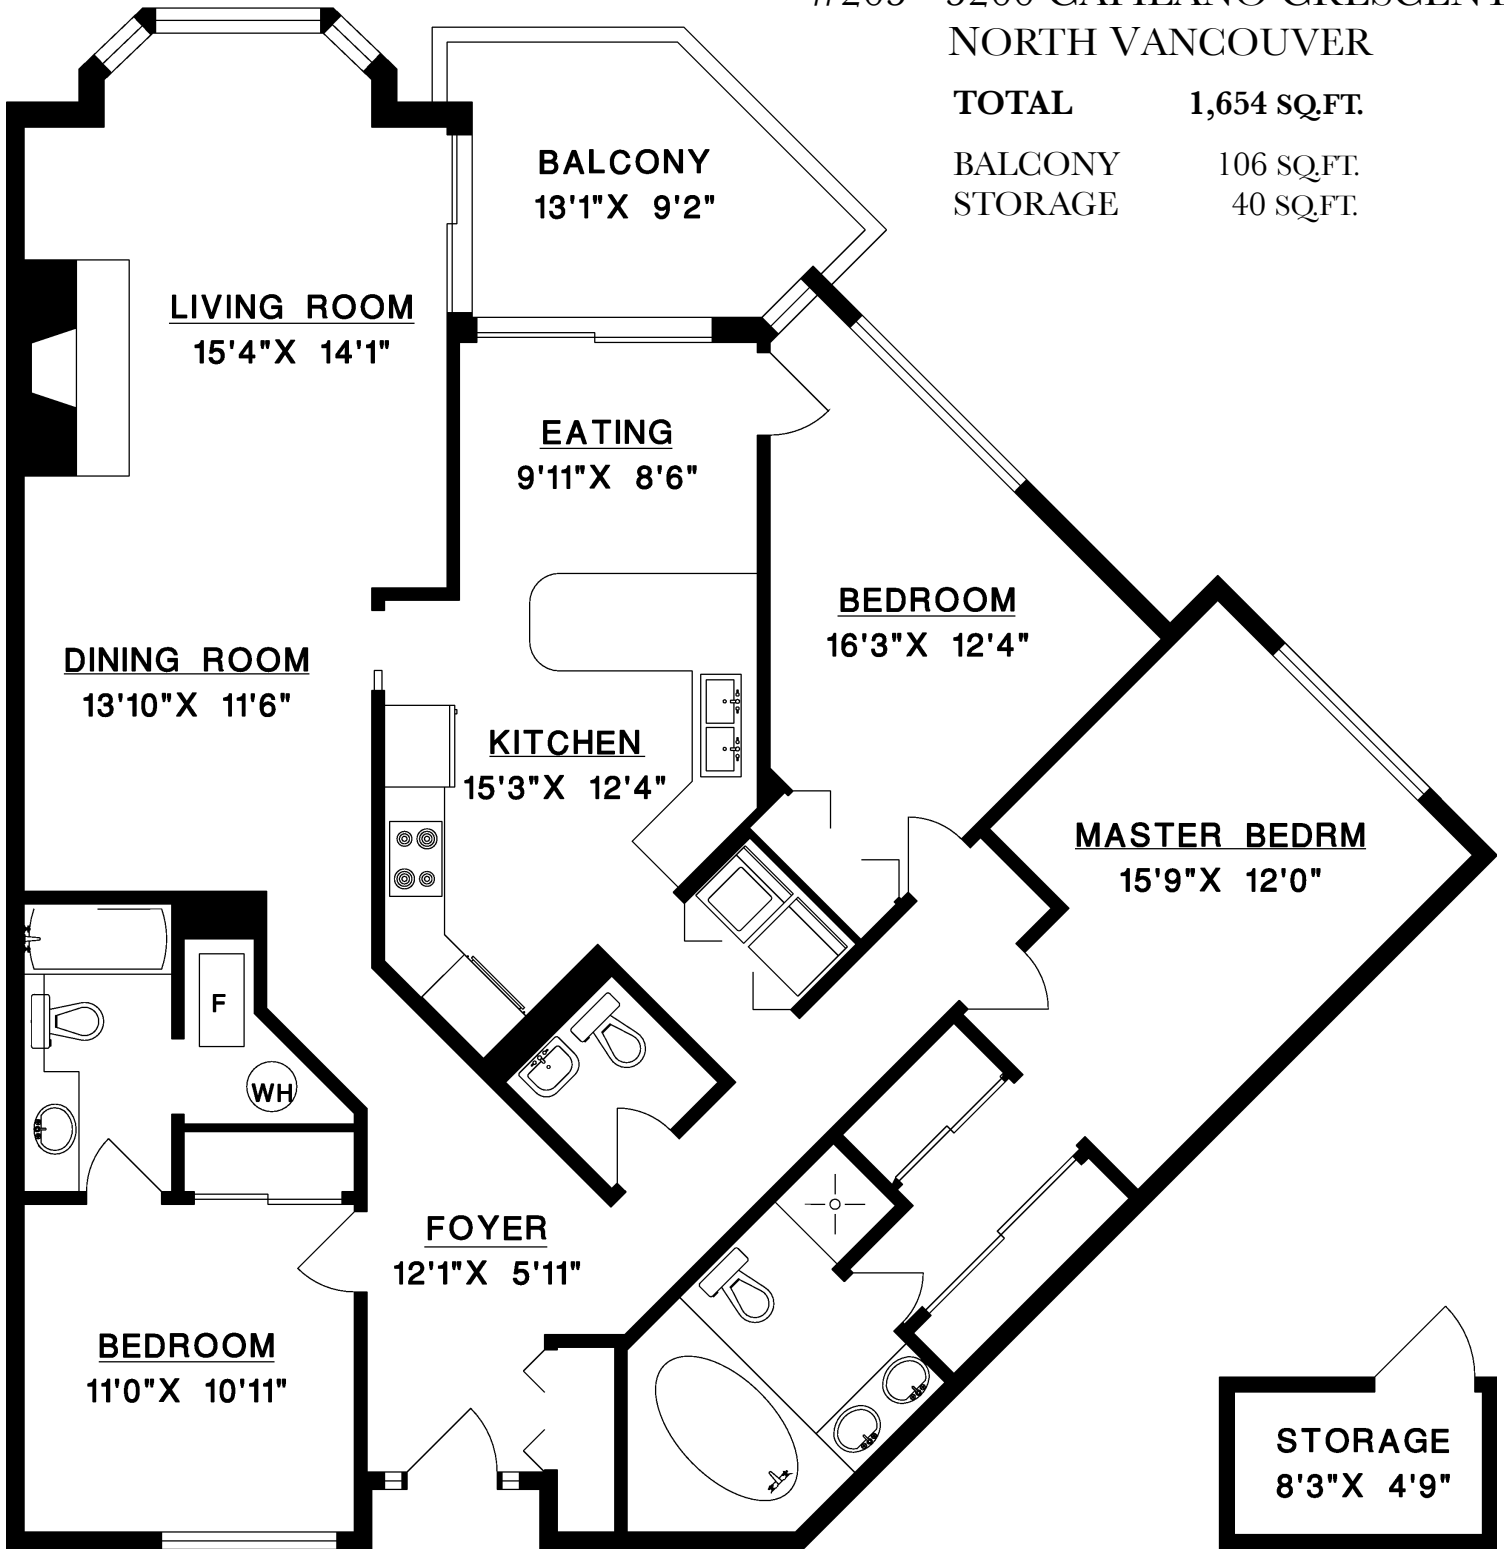 NORTH VANCOUVER
TOTAL 1,654 SQ.FT.
BALCONY 106 SQ.FT.
STORAGE 40 SQ.FT.
BALCONY
13'1"X 9'2"
LIVING ROOM
15'4"X 14'1"
EATING
9'11"X 8'6"
BEDROOM
16'3"X 12'4"
DINING ROOM
13'10"X 11'6"
KITCHEN
15'3"X 12'4"
MASTER BEDRM
15'9"X 12'0"
F
WH
FOYER
12'1"X 5'11"
BEDROOM
11'0"X 10'11"
STORAGE
8'3"X 4'9"